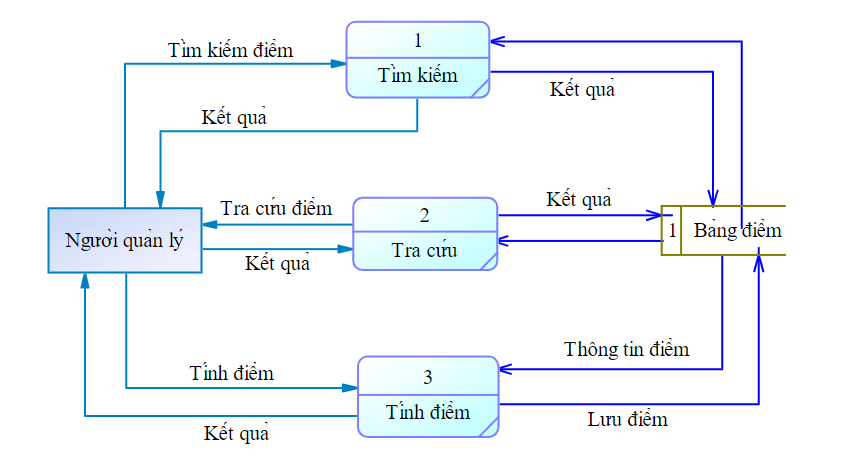 1
Tìm kiếm điểm
Tìm kiếm
Kết quả
Kết quả
Tra cứu điểm
2
Kết quả
Người quản lý
1
Bảng điểm
Kết quả
Tra cứu
Thông tin điểm
Tính điểm
3
Tính điểm
Lưu điểm
Kết quả